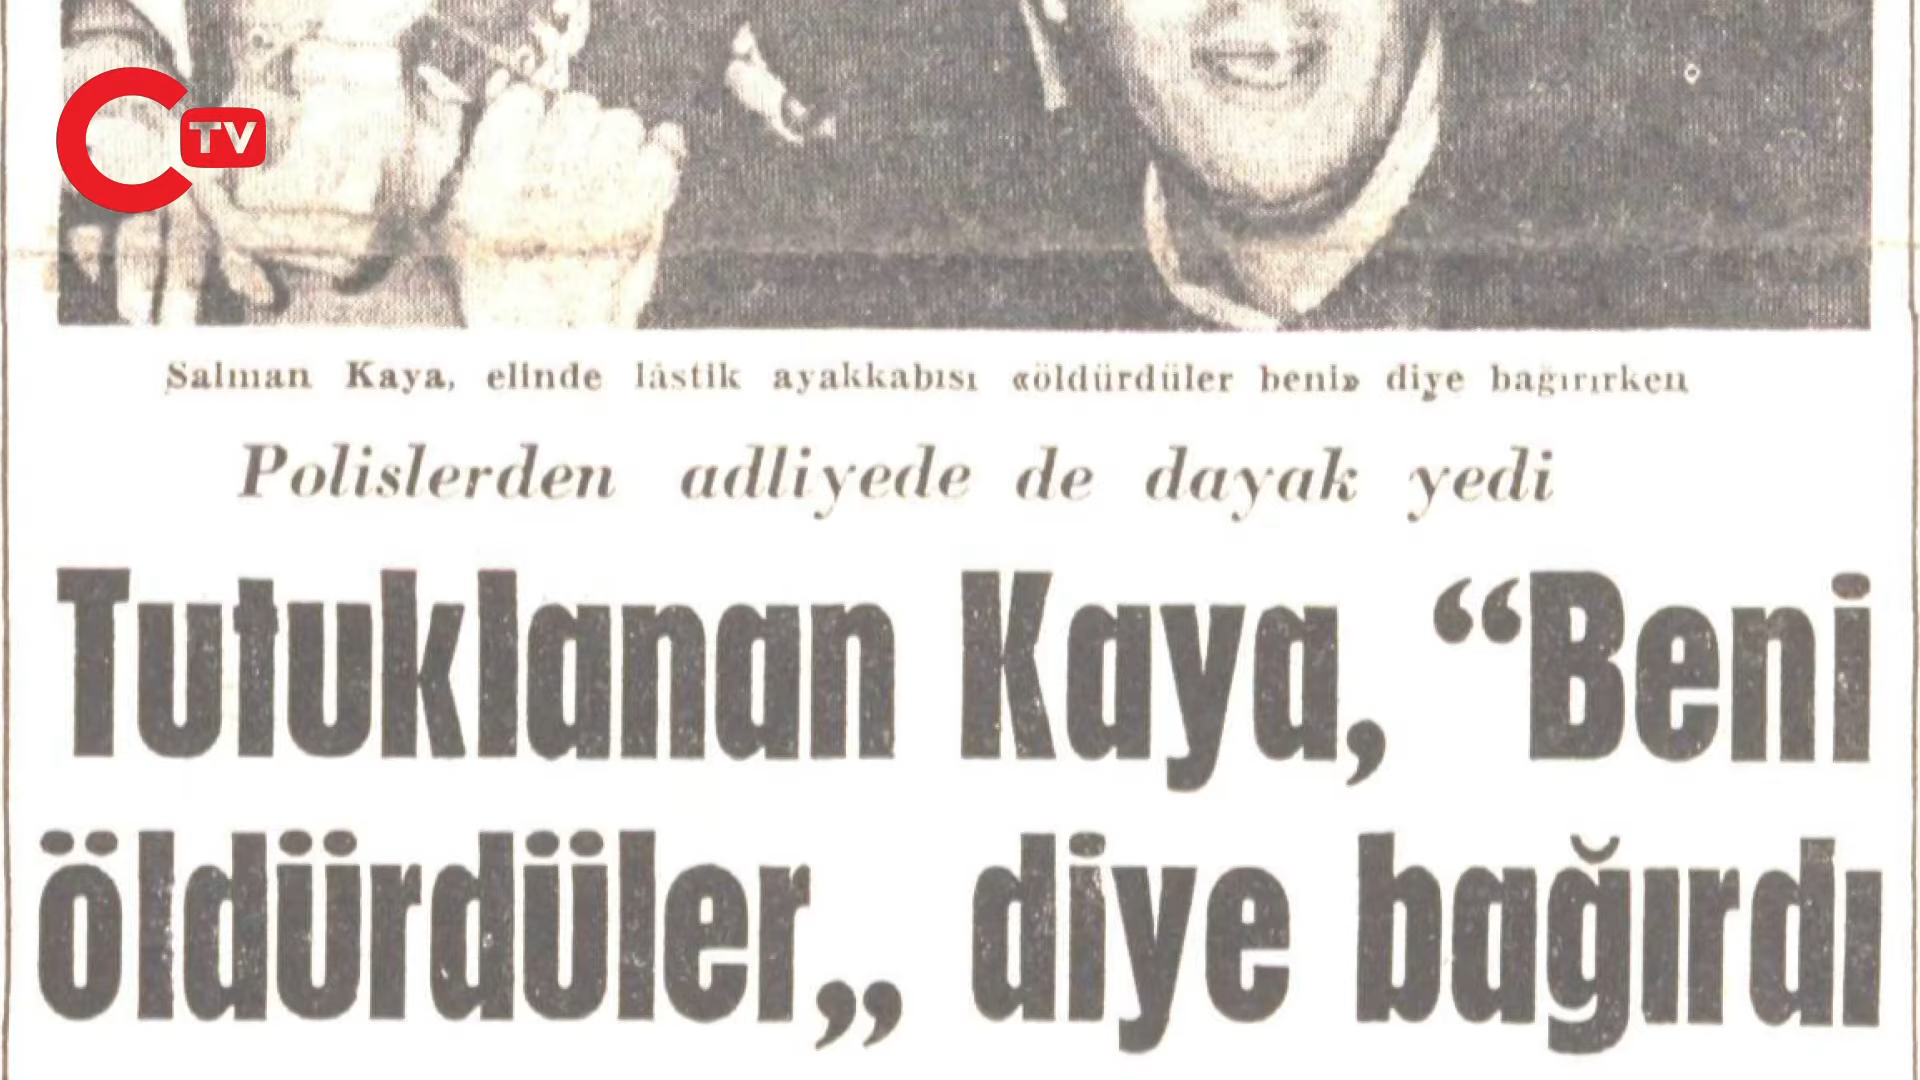 CTV
Salman Kaya, elinde lâstik ayakkabısı «öldürdüler beni» diye bağırırken
Polislerden adliyede de dayak yedi
Tutuklanan Kaya, “Beni
öldürdüler„ diye bağırdı